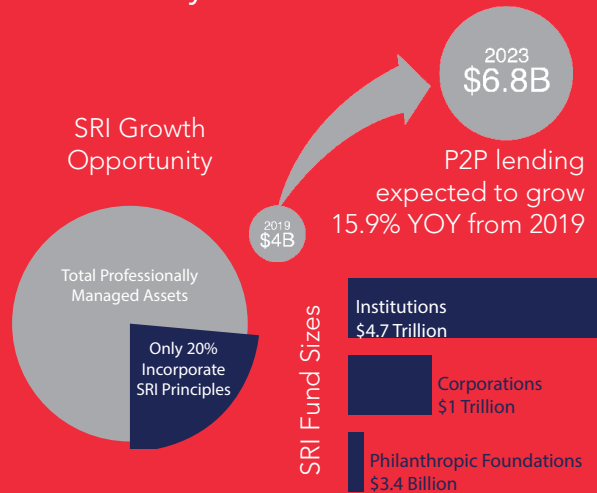 SRI Growth
Opportunity
2023
$6.8B
P2P lending
expected to grow
15.9% YOY from 2019
2019
$4B
Total Professionally
Managed Assets
Only 20%
Incorporate
SRI Principles
SRI Fund Sizes
Institutions
$4.7 Trillion
Corporations
$1 Trillion
Philanthropic Foundations
$3.4 Billion